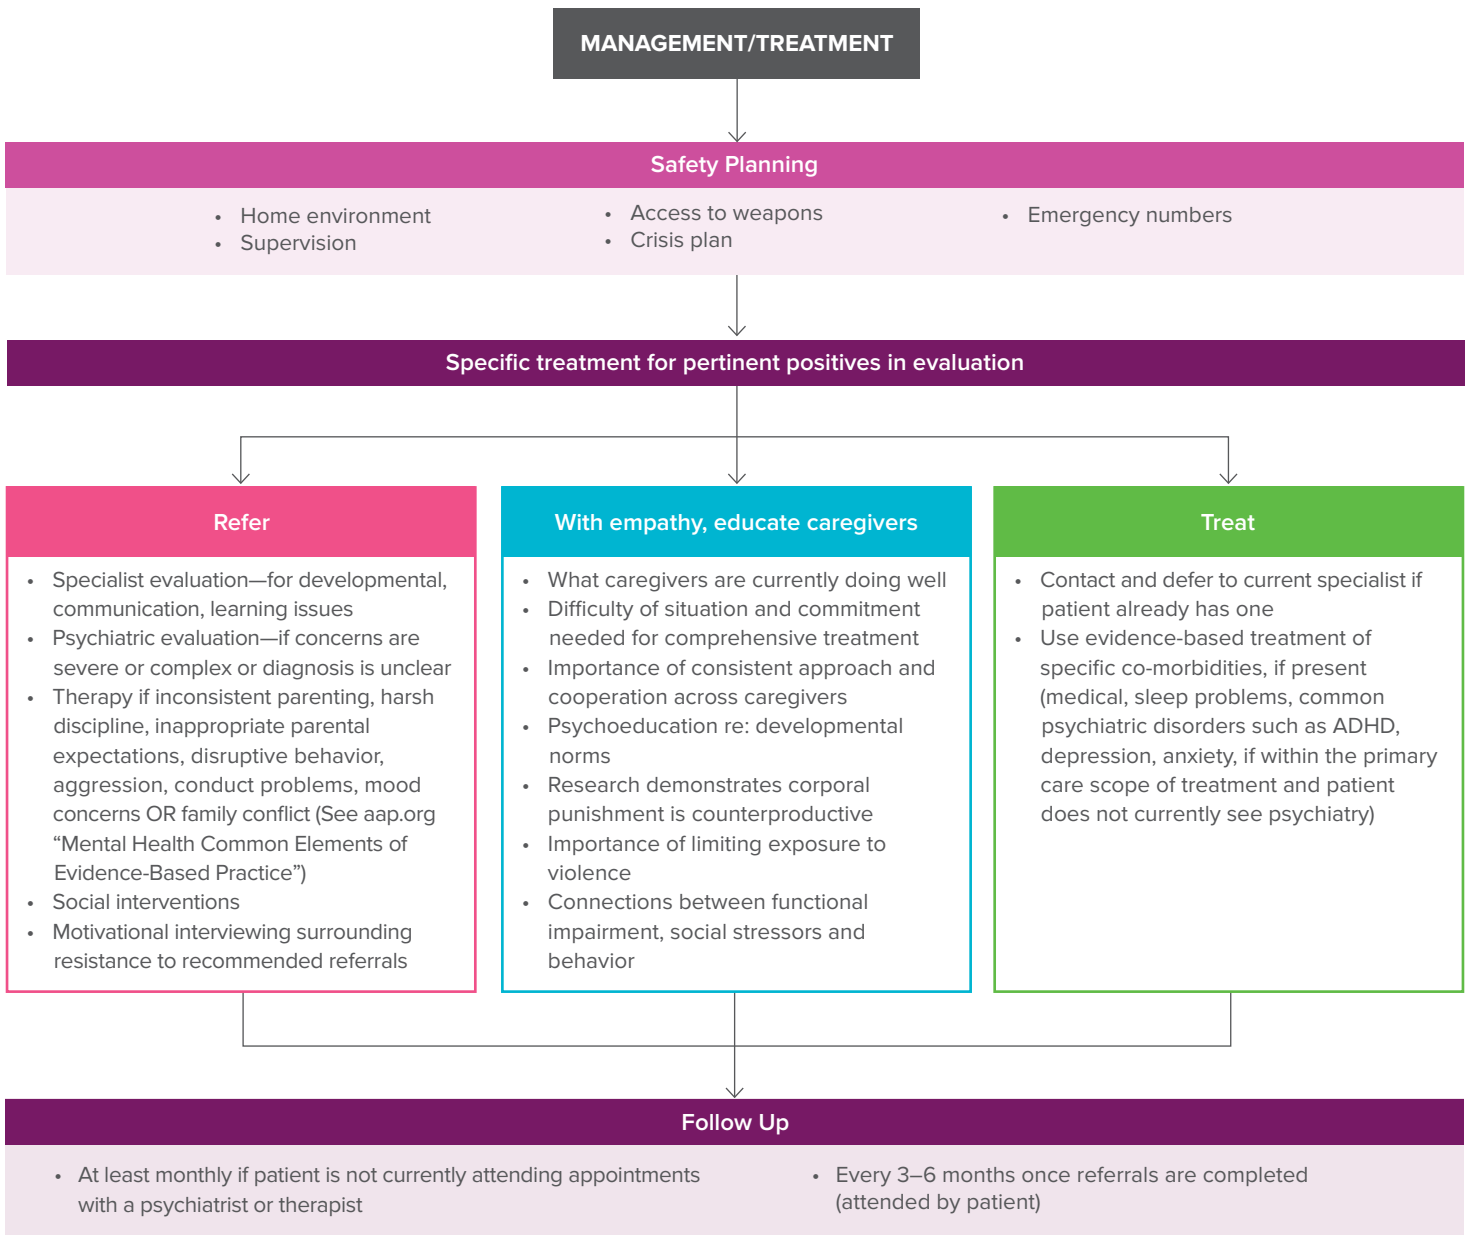 MANAGEMENT/TREATMENT
Safety Planning
• Home environment
• Supervision
• Access to weapons
• Crisis plan
• Emergency numbers
Specific treatment for pertinent positives in evaluation
Refer
• Specialist evaluation—for developmental,
communication, learning issues
• Psychiatric evaluation—if concerns are
severe or complex or diagnosis is unclear
• Therapy if inconsistent parenting, harsh
discipline, inappropriate parental
expectations, disruptive behavior,
aggression, conduct problems, mood
concerns OR family conflict (See aap.org
“Mental Health Common Elements of
Evidence-Based Practice”)
• Social interventions
• Motivational interviewing surrounding
resistance to recommended referrals
With empathy, educate caregivers
• What caregivers are currently doing well
• Difficulty of situation and commitment
needed for comprehensive treatment
• Importance of consistent approach and
cooperation across caregivers
• Psychoeducation re: developmental
norms
• Research demonstrates corporal
punishment is counterproductive
• Importance of limiting exposure to
violence
• Connections between functional
impairment, social stressors and
behavior
Treat
• Contact and defer to current specialist if
patient already has one
• Use evidence-based treatment of
specific co-morbidities, if present
(medical, sleep problems, common
psychiatric disorders such as ADHD,
depression, anxiety, if within the primary
care scope of treatment and patient
does not currently see psychiatry)
Follow Up
• At least monthly if patient is not currently attending appointments
with a psychiatrist or therapist
• Every 3–6 months once referrals are completed
(attended by patient)